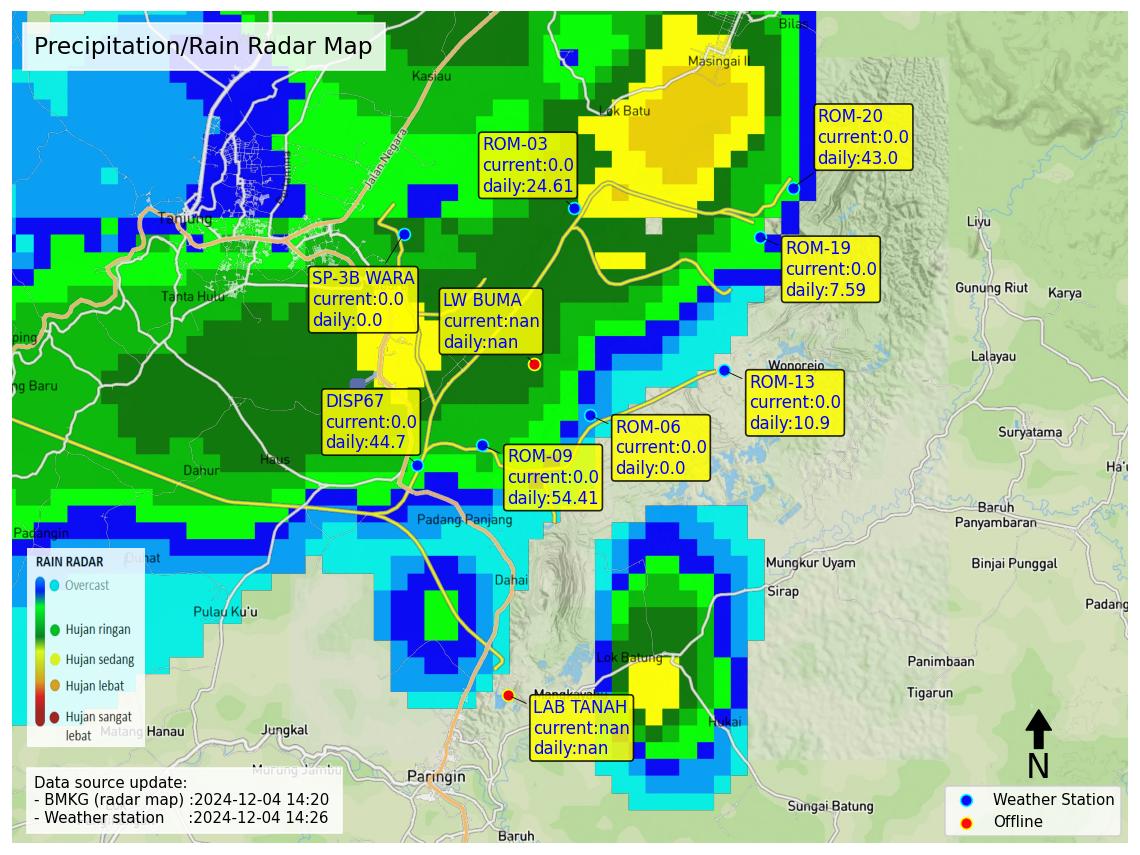 Precipitation/Rain Radar Map
Bilas
Masingai II
Kasiau
Lok Batu
Jalan Negara
ROM-20
current:0.0
daily:43.0
ROM-03
current:0.0
daily:24.61
Tanjung
Liyu
ROM-19
current:0.0
daily:7.59
SP-3B WARA
current:0.0
daily:0.0
LW BUMA
current:nan
daily:nan
Tanta Hulu
Gunung Riut
Karya
ping
Lalayau
Wonorejo
ng Baru
ROM-13
current:0.0
daily:10.9
DISP67
current:0.0
daily:44.7
ROM-06
current:0.0
daily:0.0
Suryatama
ROM-09
current:0.0
daily:54.41
Haus
Dahur
Ha'u
Baruh
Panyambaran
Padang Panjang
Padangin
Mungkur Uyam
Binjai Punggal
Dahai
Sirap
Padang
Pulau Ku'u
RAIN RADAR
Overcast
Hujan ringan
Hujan sedang
Hujan lebat
Hujan sangat
lebat
Lok Batung
Panimbaan
Tigarun
LAB TANAH
current:nan
daily:nan
Hukai
Matang Hanau
Jungkal
Murung Jambu
Paringin
Sungai Batung
Baruh
Data source update:
- BMKG (radar map) :2024-12-04 14:20
- Weather station :2024-12-04 14:26
N
Weather Station
Offline